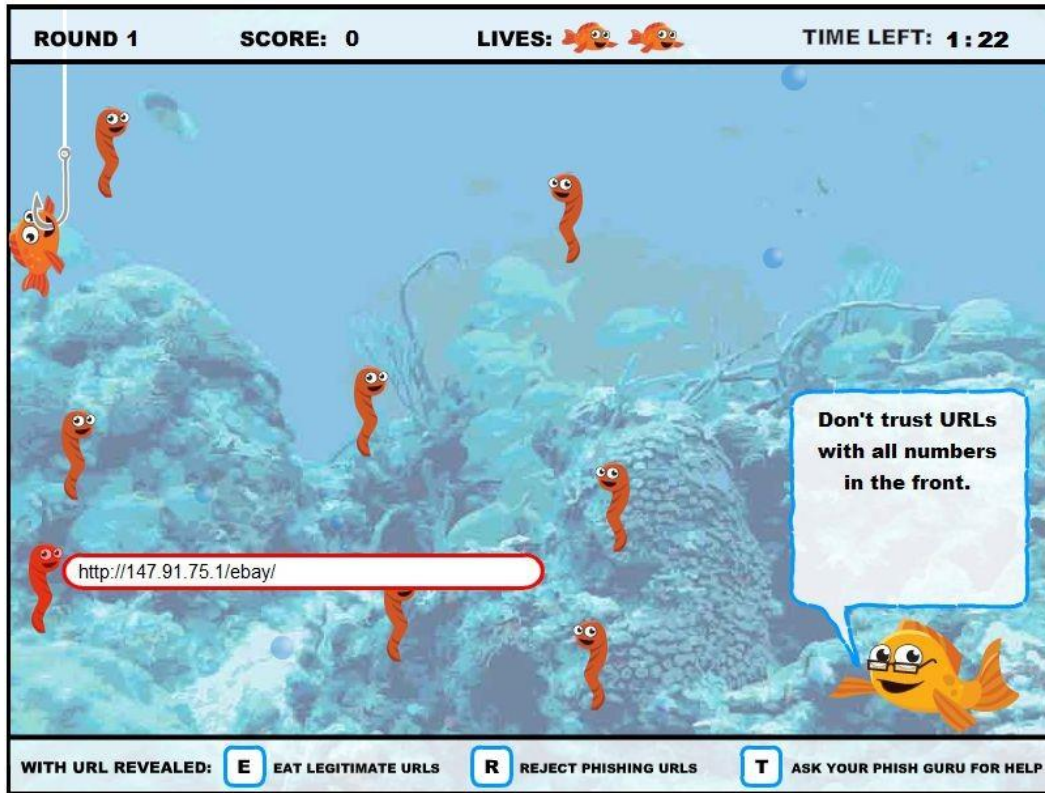 ROUND 1 SCORE: 0 LIVES: TIME LEFT: 1:22
Don't trust URLs
with all numbers
in the front.
http://147.91.75.1/ebay/
WITH URL REVEALED: E EAT LEGITIMATE URLS R REJECT PHISHING URLS T ASK YOUR PHISH GURU FOR HELP